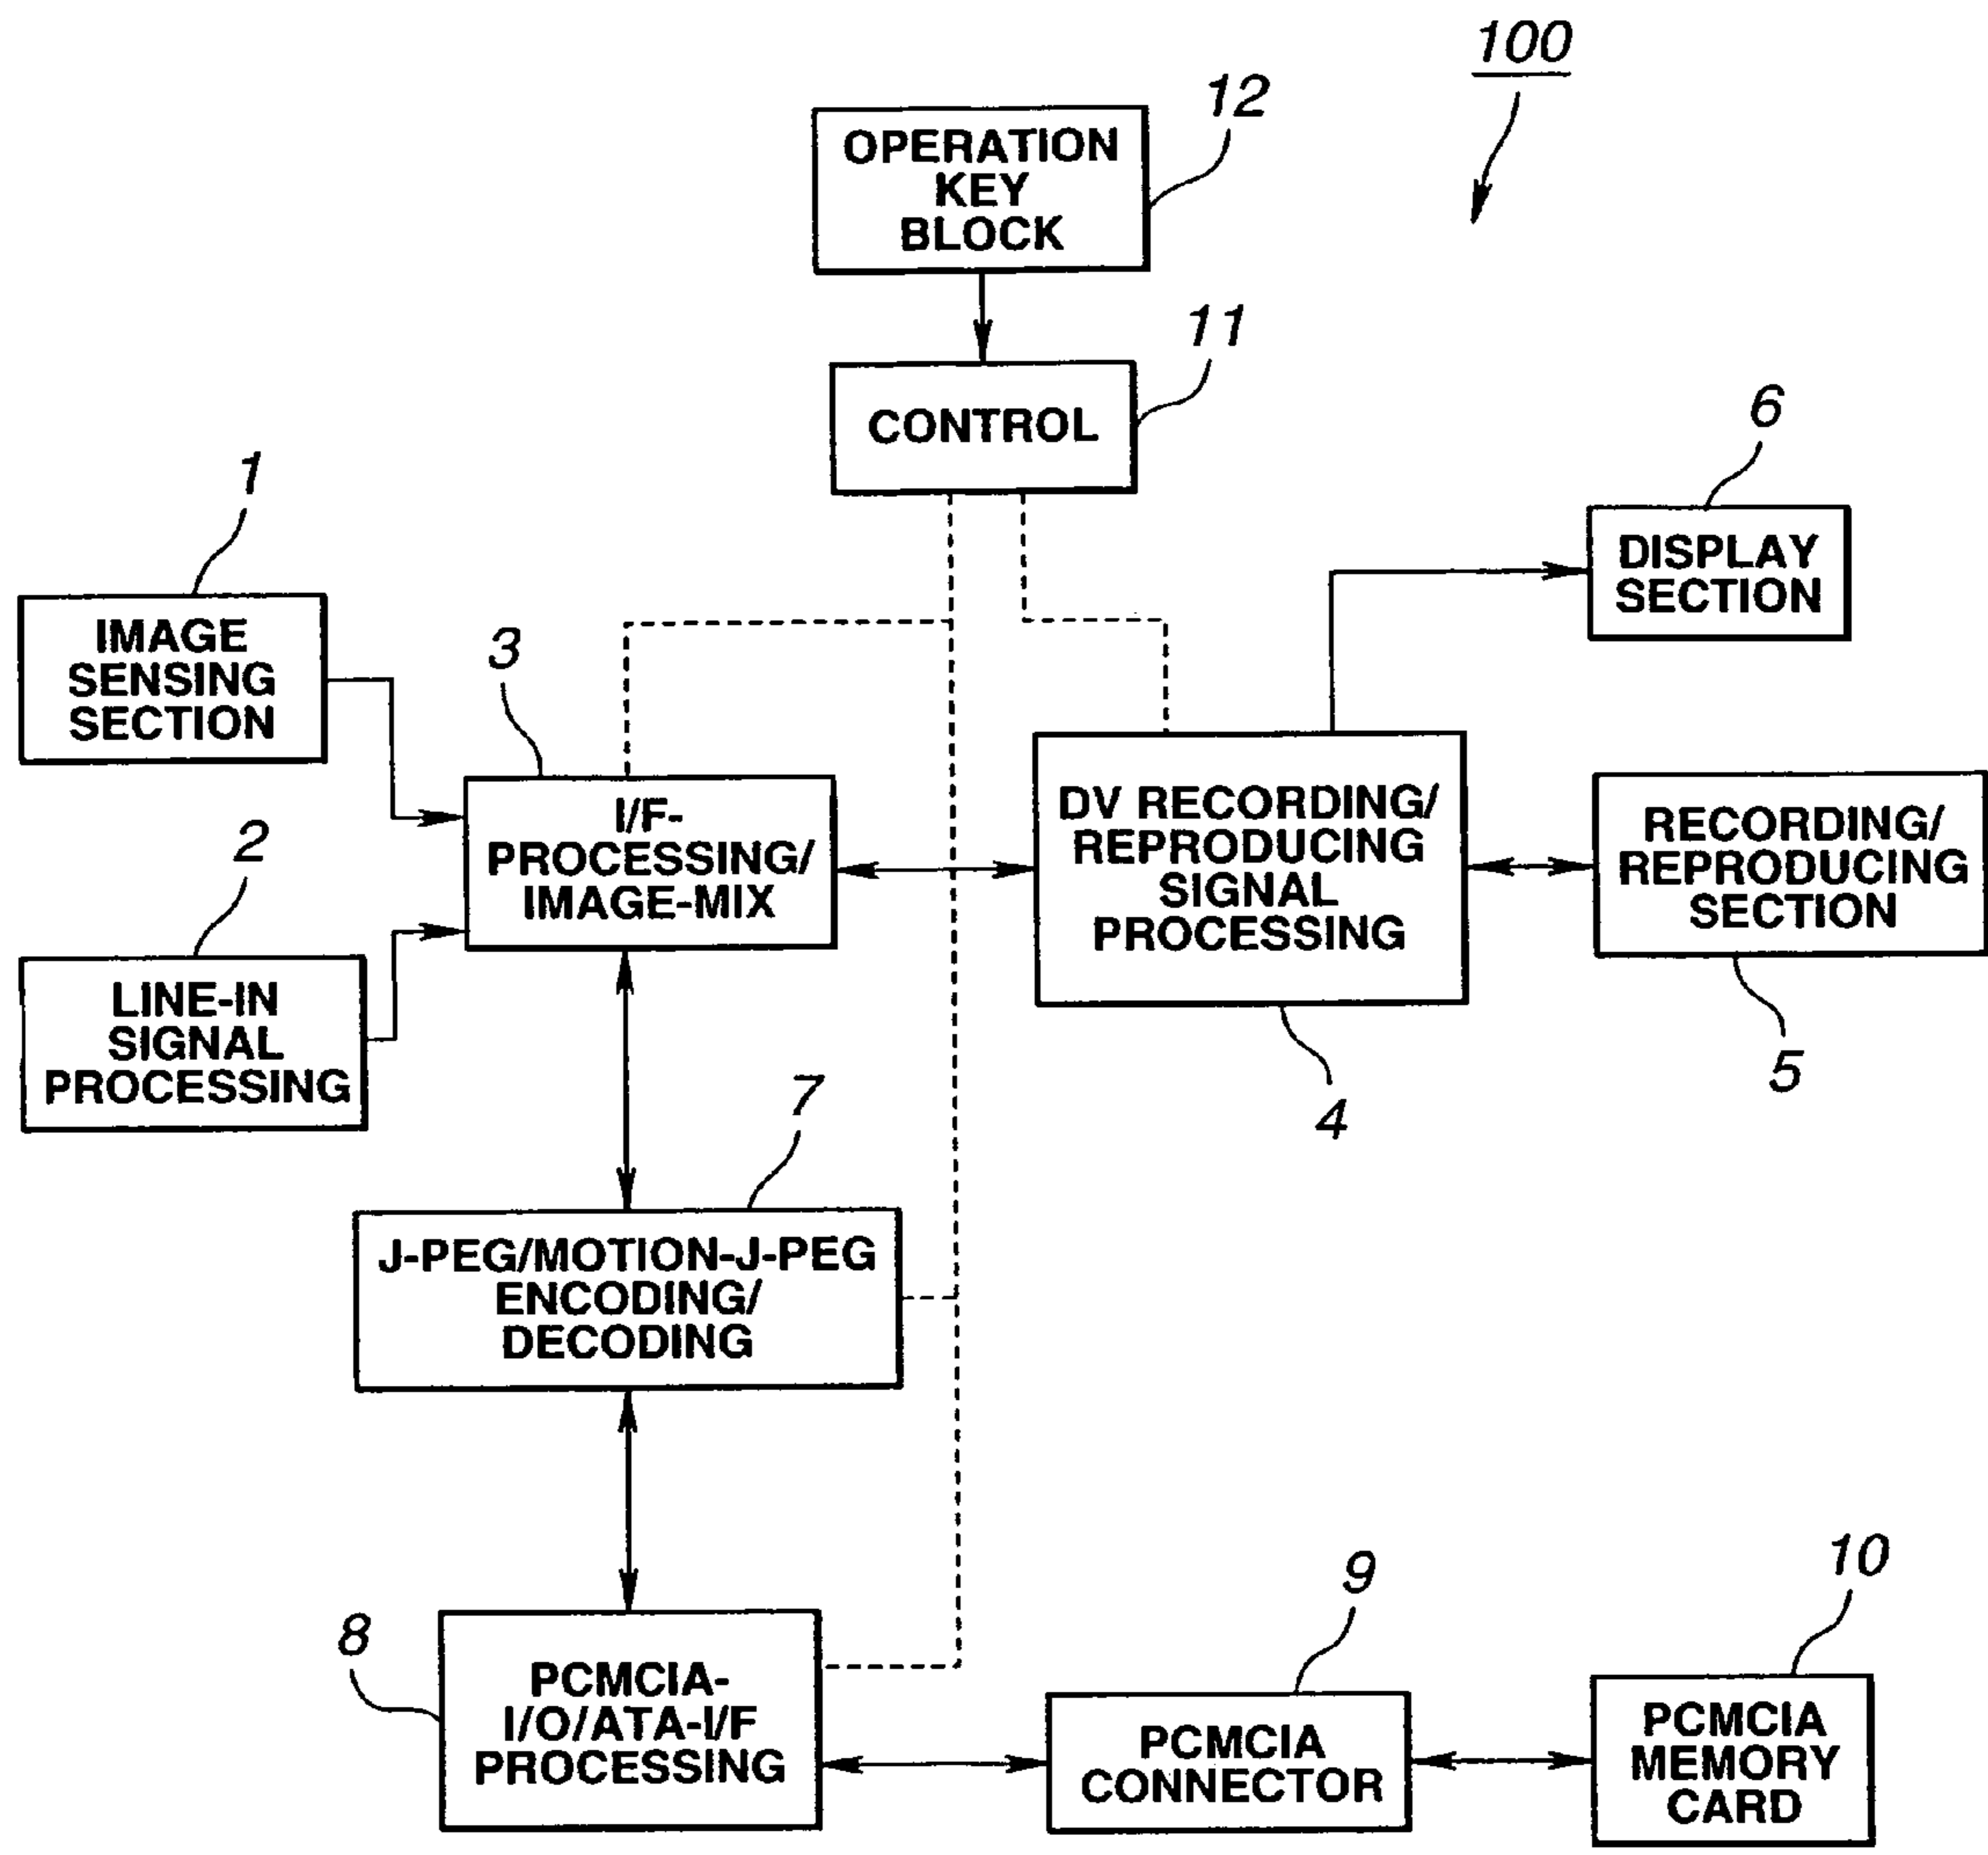 100
12
OPERATION
KEY
BLOCK
11
CONTROL
6
DISPLAY
SECTION
1
IMAGE
SENSING
SECTION
3
I/F-
PROCESSING/
IMAGE-MIX
DV RECORDING/
REPRODUCING
SIGNAL
PROCESSING
4
RECORDING/
REPRODUCING
SECTION
5
2
LINE-IN
SIGNAL
PROCESSING
7
J-PEG/MOTION-J-PEG
ENCODING/
DECODING
8
PCMCIA-
I/O/ATA-I/F
PROCESSING
9
PCMCIA
CONNECTOR
10
PCMCIA
MEMORY
CARD